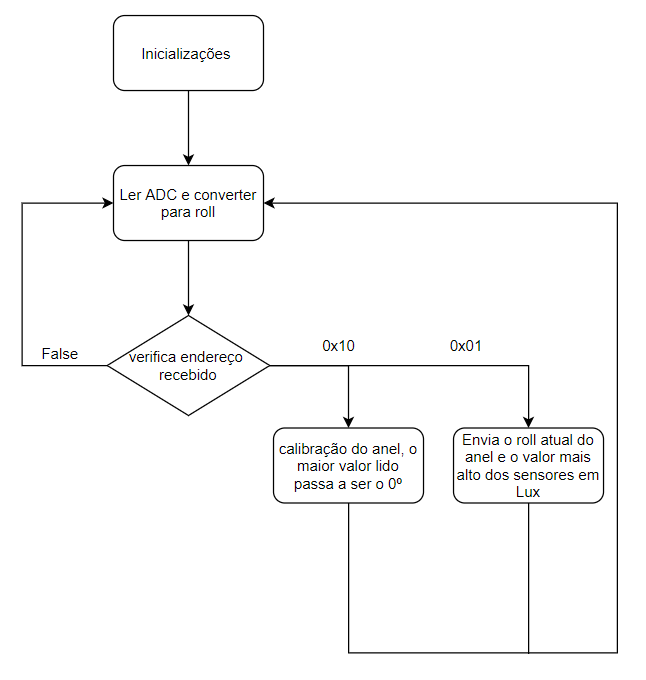 Inicializações
Ler ADC e converter
para roll
False
verifica endereço
recebido
0x10
0x01
calibração do anel, o
maior valor lido
passa a ser o 0º
Envia o roll atual do
anel e o valor mais
alto dos sensores em
Lux